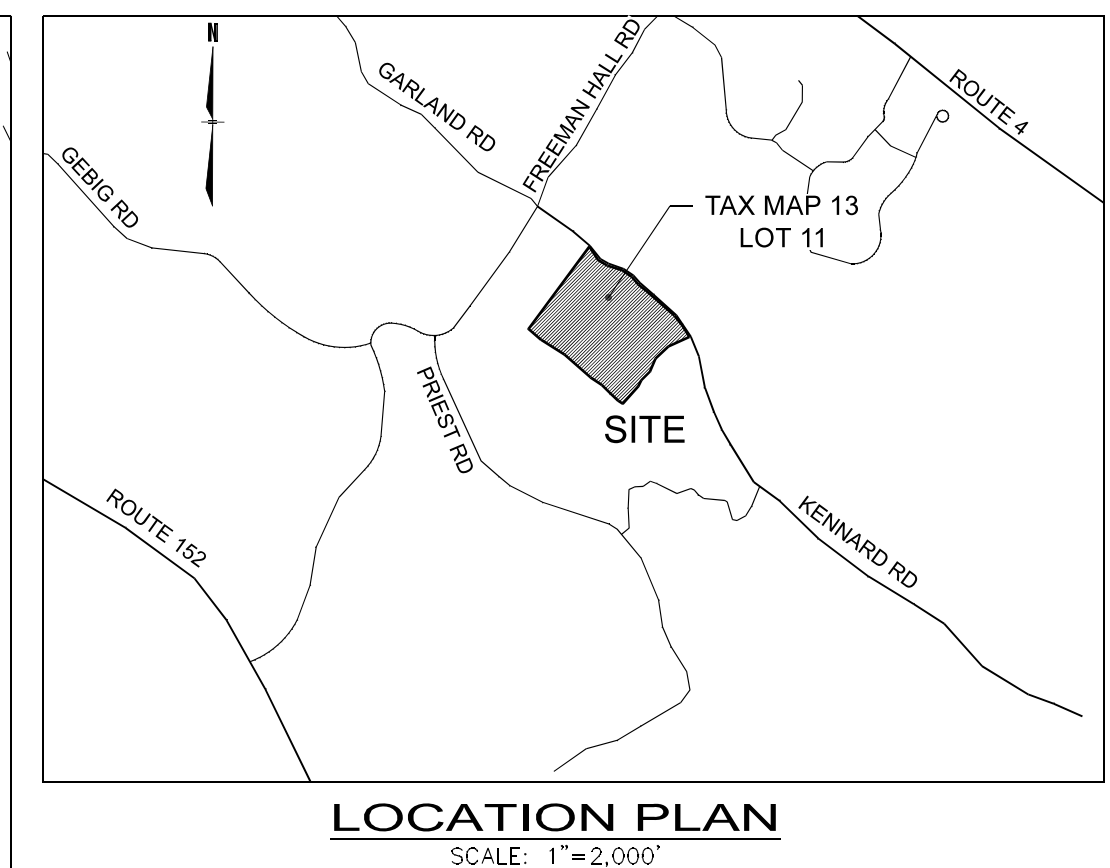 N
GARLAND RD
FREEMAN HALL RD
ROUTE 4
GEBIG RD
TAX MAP 13
LOT 11
PRIEST RD
SITE
ROUTE 152
KENNARD RD
LOCATION PLAN
SCALE: 1"=2,000'